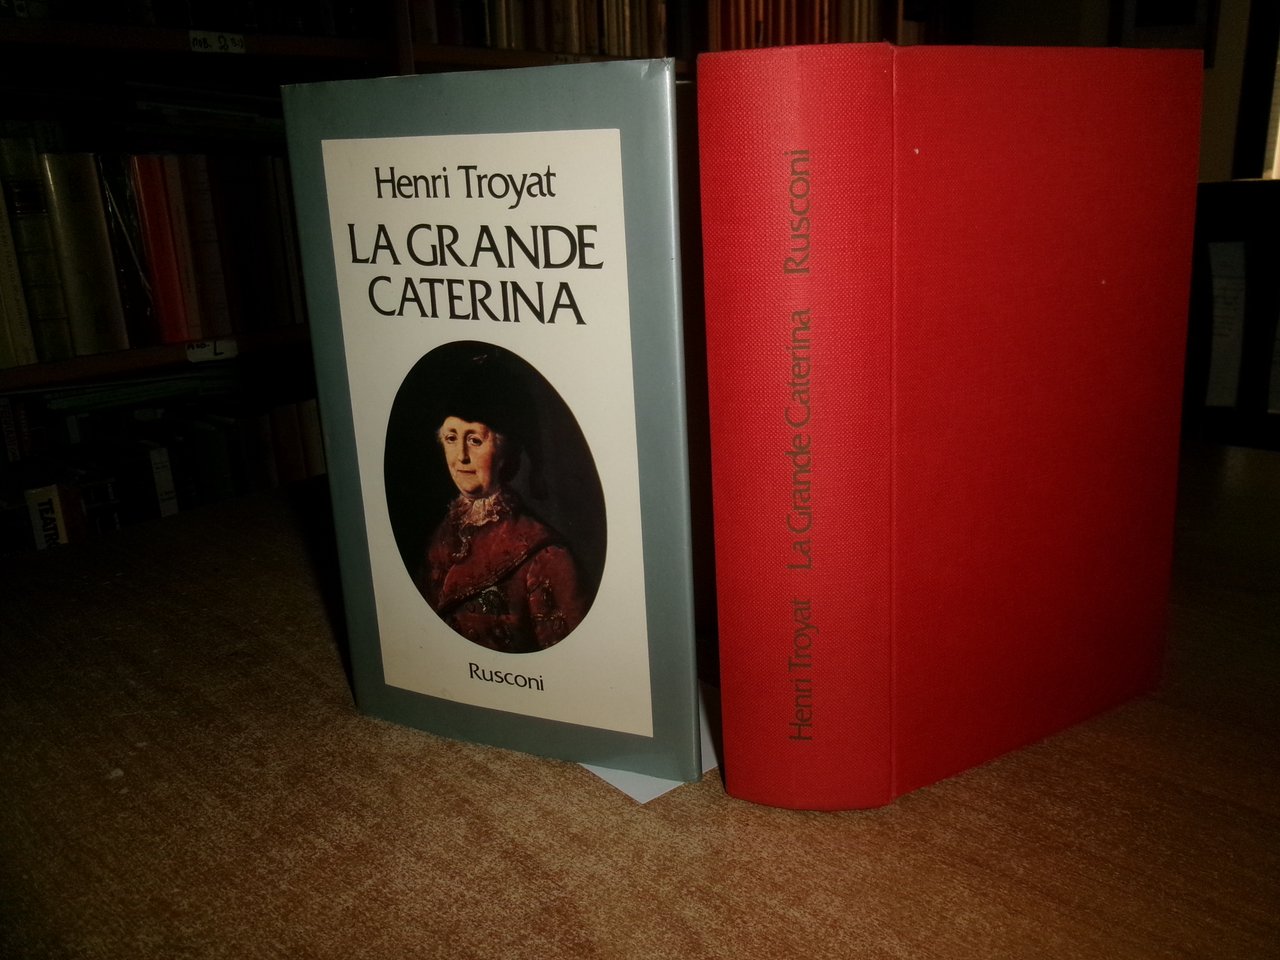 Henri Troyat
LA GRANDE
CATERINA
Rusconi
Henri Troyat La Grande Caterina Rusconi